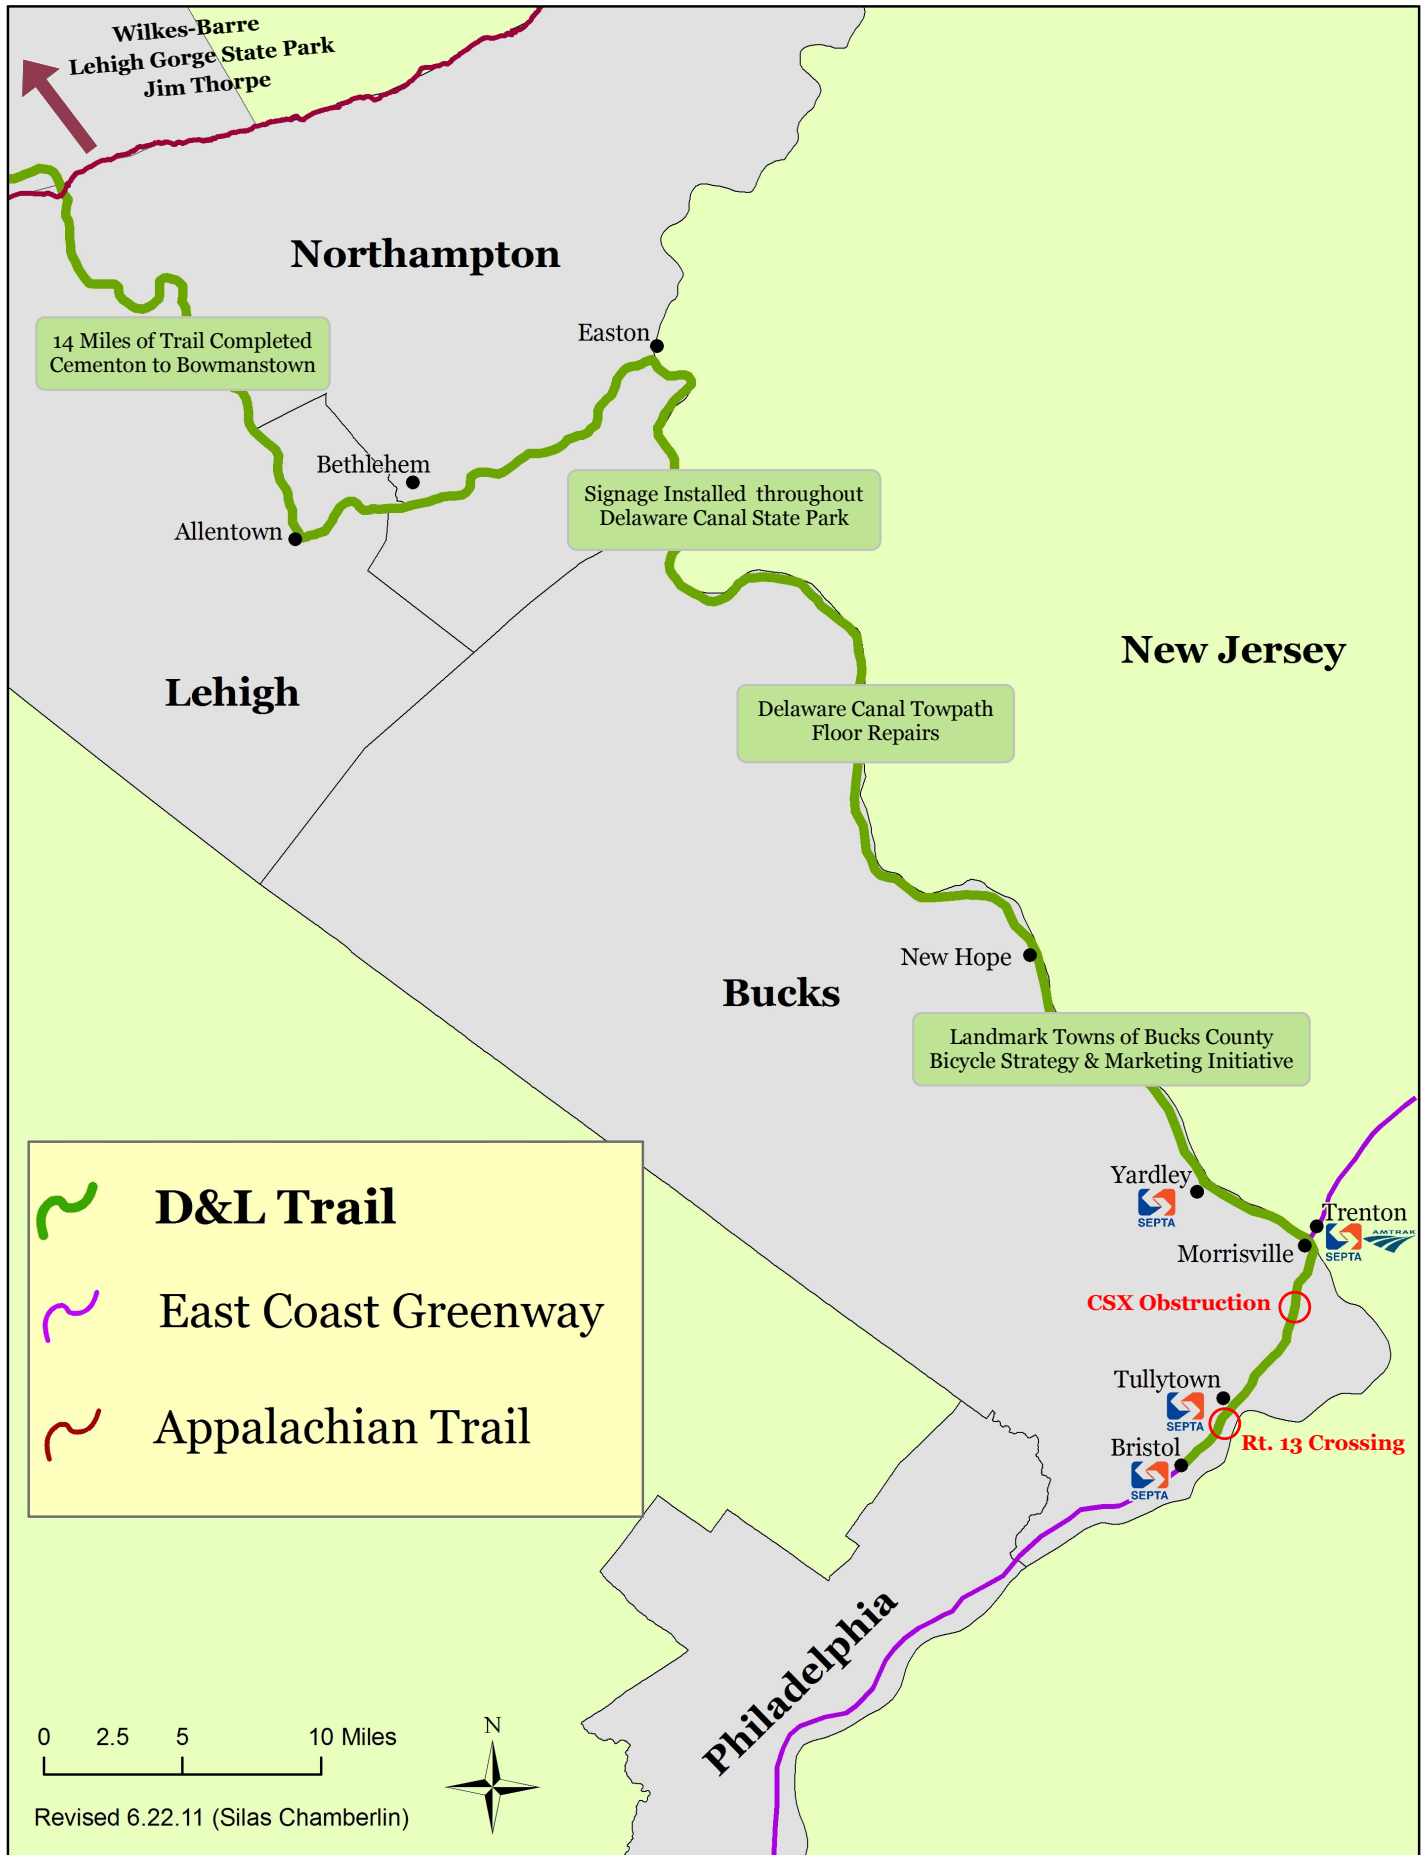 Wilkes-Barre
Lehigh Gorge State Park
Jim Thorpe
Northampton
Easton
14 Miles of Trail Completed
Cementon to Bowmanstown
Bethlehem
Signage Installed throughout
Delaware Canal State Park
Allentown
New Jersey
Lehigh
Delaware Canal Towpath
Floor Repairs
New Hope
Bucks
Landmark Towns of Bucks County
Bicycle Strategy & Marketing Initiative
Yardley
SEPTA
Trenton
SEPTA
AMTRAK
Morrisville
CSX Obstruction
Tullytown
SEPTA
Rt. 13 Crossing
Bristol
SEPTA
D&L Trail
East Coast Greenway
Appalachian Trail
Philadelphia
0 2.5 5 10 Miles
N
Revised 6.22.11 (Silas Chamberlin)